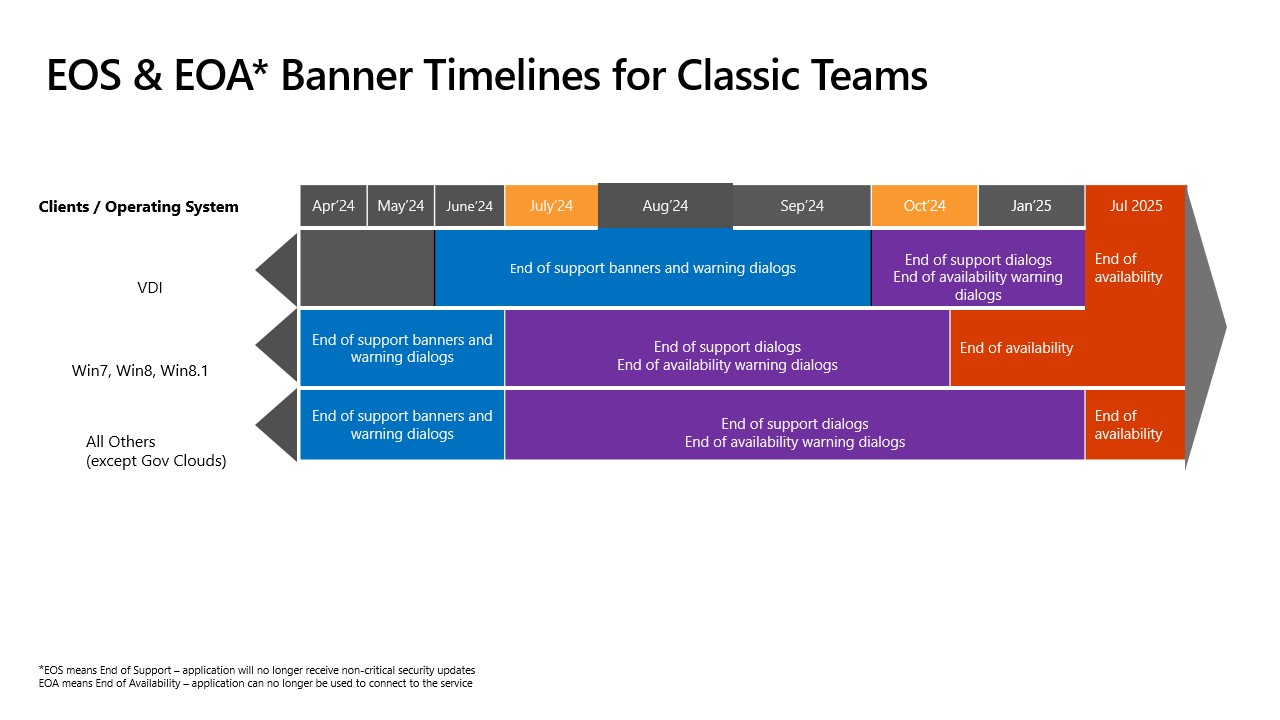 EOS & EOA* Banner Timelines for Classic Teams
Clients / Operating System
Apr’24
May’24
June’24
July’24
Aug’24
Sep’24
Oct’24
Jan’25
Jul 2025
VDI
End of support banners and warning dialogs
End of support dialogs
End of availability warning
dialogs
End of
availability
Win7, Win8, Win8.1
End of support banners and
warning dialogs
End of support dialogs
End of availability warning dialogs
End of availability
All Others
(except Gov Clouds)
End of support banners and
warning dialogs
End of support dialogs
End of availability warning dialogs
End of
availability
*EOS means End of Support – application will no longer receive non-critical security updates
EOA means End of Availability – application can no longer be used to connect to the service